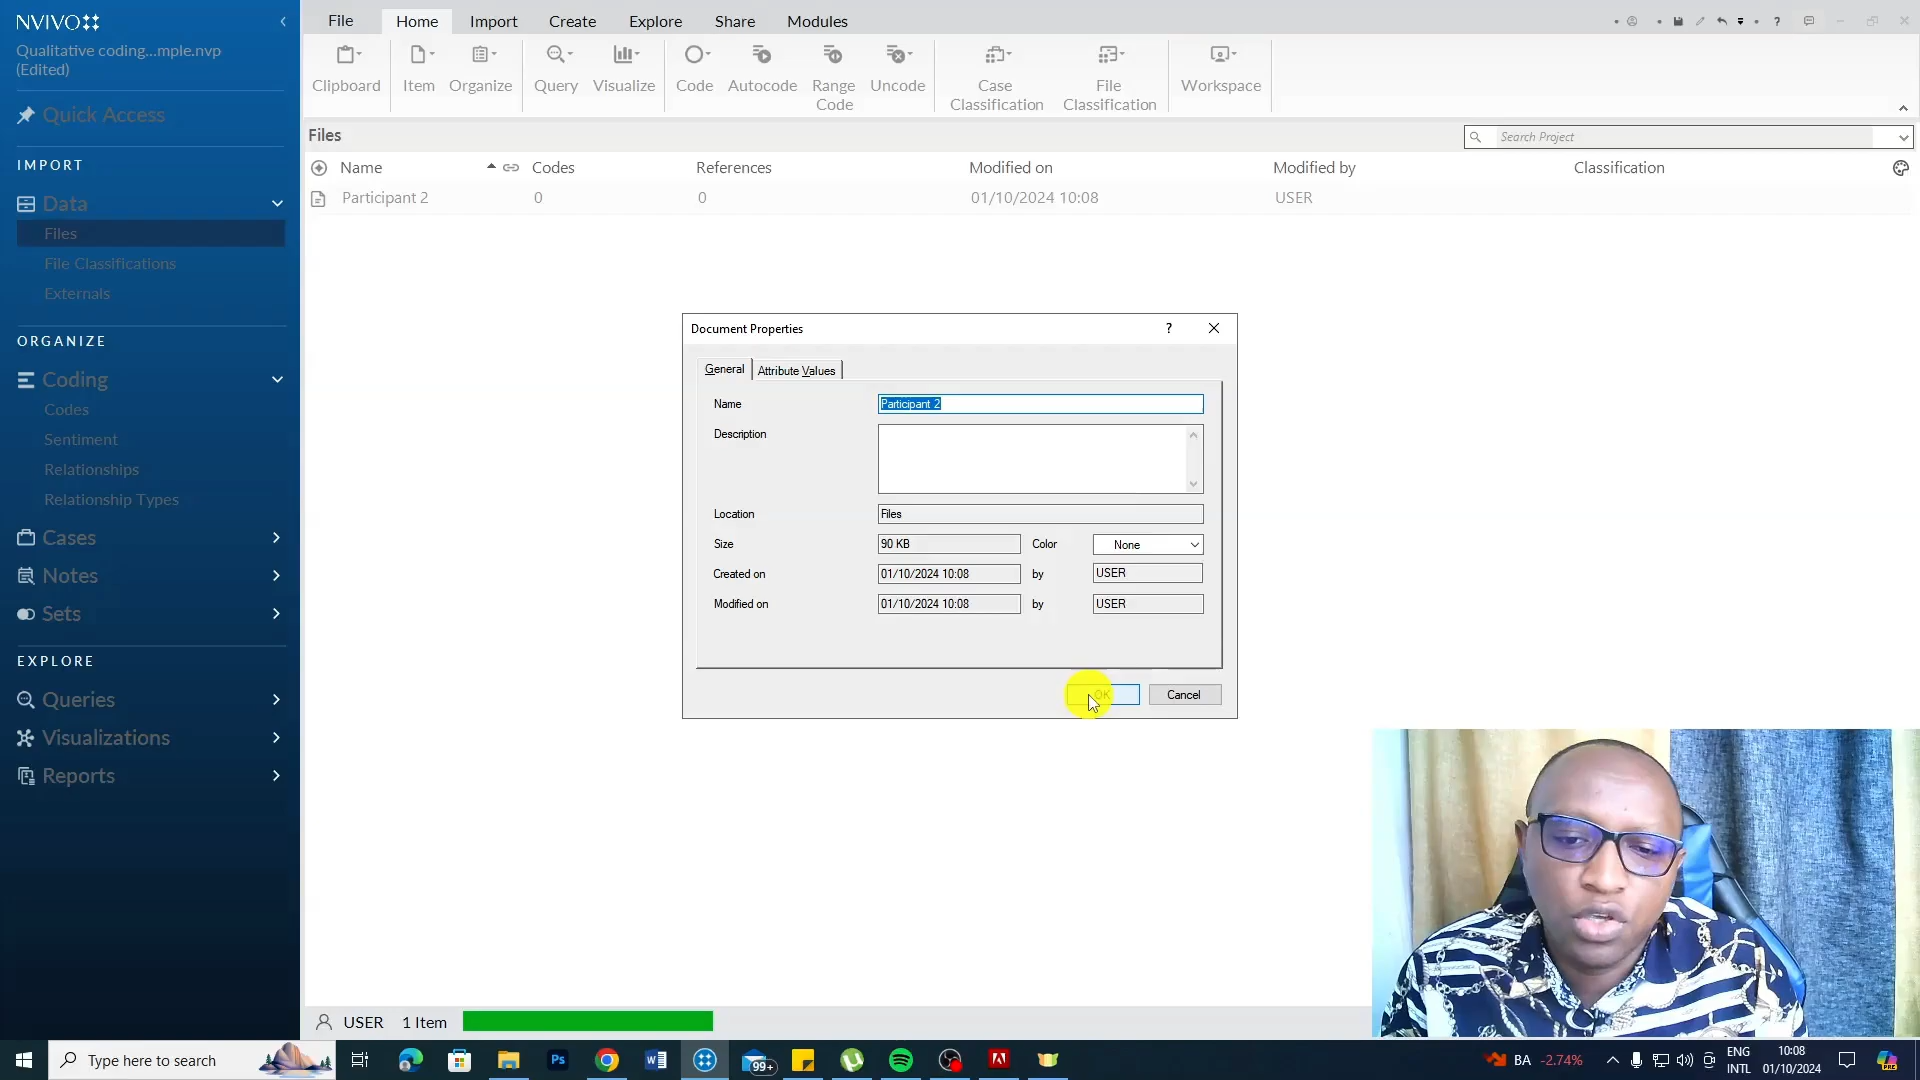 NVIVO
Qualitative coding...mple.nvp
(Edited)
Quick Access
IMPORT
Data
Files
File Classifications
Externals
ORGANIZE
Coding
Codes
Sentiment
Relationships
Relationship Types
Cases
Notes
Sets
EXPLORE
Queries
Visualizations
Reports
File Home Import Create Explore Share Modules
Clipboard Item Organize Query Visualize Code Autocode Range Code Uncode Case Classification File Classification Workspace
Files
Search Project
Name Codes References Modified on Modified by Classification
Participant 2 0 0 01/10/2024 10:08 USER
Document Properties ?
General Attribute Values
Name Participant 2
Description
Location Files
Size 90 KB Color None
Created on 01/10/2024 10:08 by USER
Modified on 01/10/2024 10:08 by USER
OK Cancel
USER 1 Item
Type here to search
Ps
99+
BA -2.74%
ENG
INTL
10:08
01/10/2024